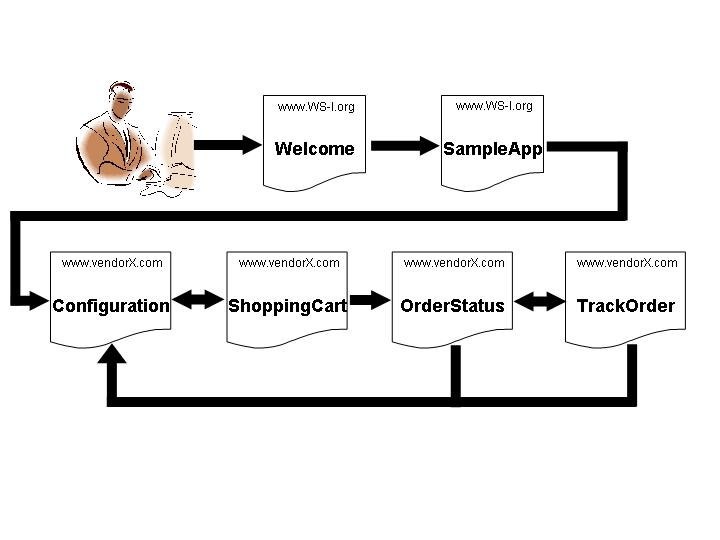 www.WS-I.org
Welcome
www.WS-I.org
SampleApp
www.vendorX.com
Configuration
www.vendorX.com
ShoppingCart
www.vendorX.com
OrderStatus
www.vendorX.com
TrackOrder